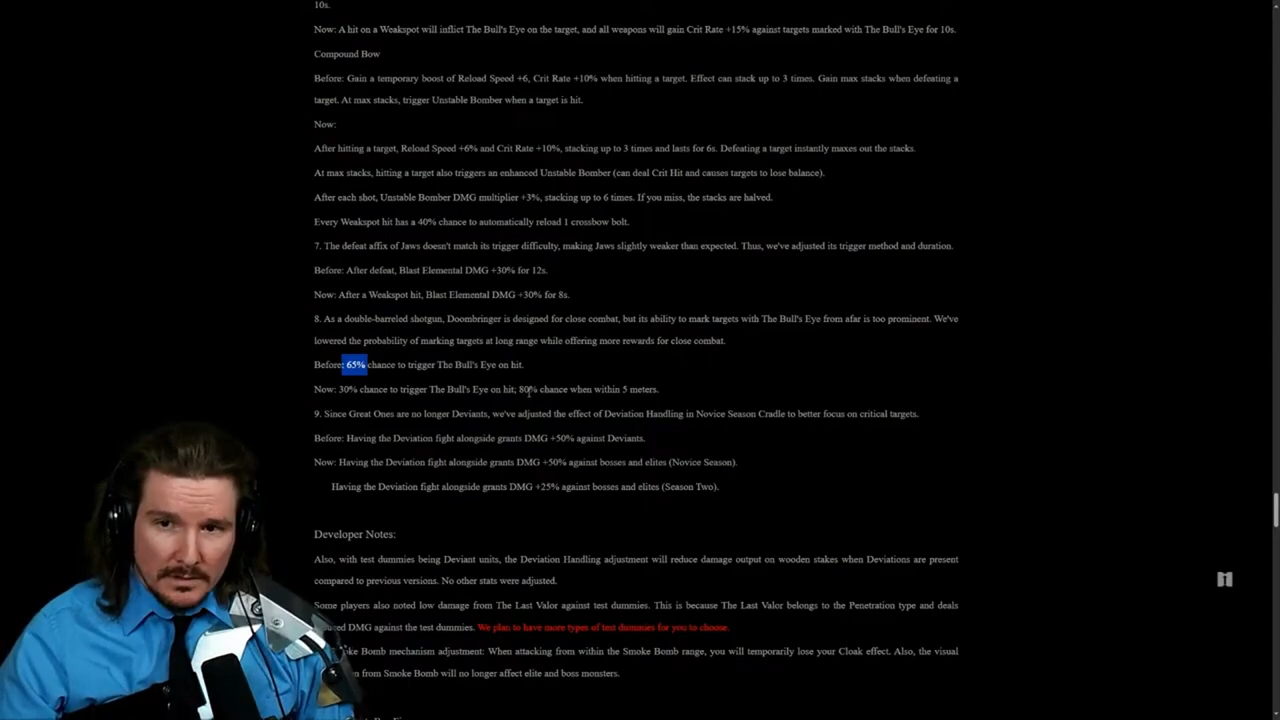 10s.
Now: A hit on a Weakspot will inflict The Bull's Eye on the target, and all weapons will gain Crit Rate +15% against targets marked with The Bull's Eye for 10s.
Compound Bow
Before: Gain a temporary boost of Reload Speed +6, Crit Rate +10% when hitting a target. Effect can stack up to 3 times. Gain max stacks when defeating a
target. At max stacks, trigger Unstable Bomber when a target is hit.
Now:
After hitting a target, Reload Speed +6% and Crit Rate +10%, stacking up to 3 times and lasts for 6s. Defeating a target instantly maxes out the stacks.
At max stacks, hitting a target also triggers an enhanced Unstable Bomber (can deal Crit Hit and causes targets to lose balance).
After each shot, Unstable Bomber DMG multiplier +3%, stacking up to 6 times. If you miss, the stacks are halved.
Every Weakspot hit has a 40% chance to automatically reload 1 crossbow bolt.
7. The defeat affix of Jaws doesn't match its trigger difficulty, making Jaws slightly weaker than expected. Thus, we've adjusted its trigger method and duration.
Before: After defeat, Blast Elemental DMG +30% for 12s.
Now: After a Weakspot hit, Blast Elemental DMG +30% for 8s.
8. As a double-barreled shotgun, Doombringer is designed for close combat, but its ability to mark targets with The Bull's Eye from afar is too prominent. We've
lowered the probability of marking targets at long range while offering more rewards for close combat.
Before: 65% chance to trigger The Bull's Eye on hit.
Now: 30% chance to trigger The Bull's Eye on hit; 80% chance when within 5 meters.
9. Since Great Ones are no longer Deviants, we've adjusted the effect of Deviation Handling in Novice Season Cradle to better focus on critical targets.
Before: Having the Deviation fight alongside grants DMG +50% against Deviants.
Now: Having the Deviation fight alongside grants DMG +50% against bosses and elites (Novice Season).
Having the Deviation fight alongside grants DMG +25% against bosses and elites (Season Two).
Developer Notes:
Also, with test dummies being Deviant units, the Deviation Handling adjustment will reduce damage output on wooden stakes when Deviations are present
compared to previous versions. No other stats were adjusted.
Some players also noted low damage from The Last Valor against test dummies. This is because The Last Valor belongs to the Penetration type and deals
DMG against the test dummies. We plan to have more types of test dummies for you to choose.
Bomb mechanism adjustment: When attacking from within the Smoke Bomb range, you will temporarily lose your Cloak effect. Also, the visual
from Smoke Bomb will no longer affect elite and boss monsters.